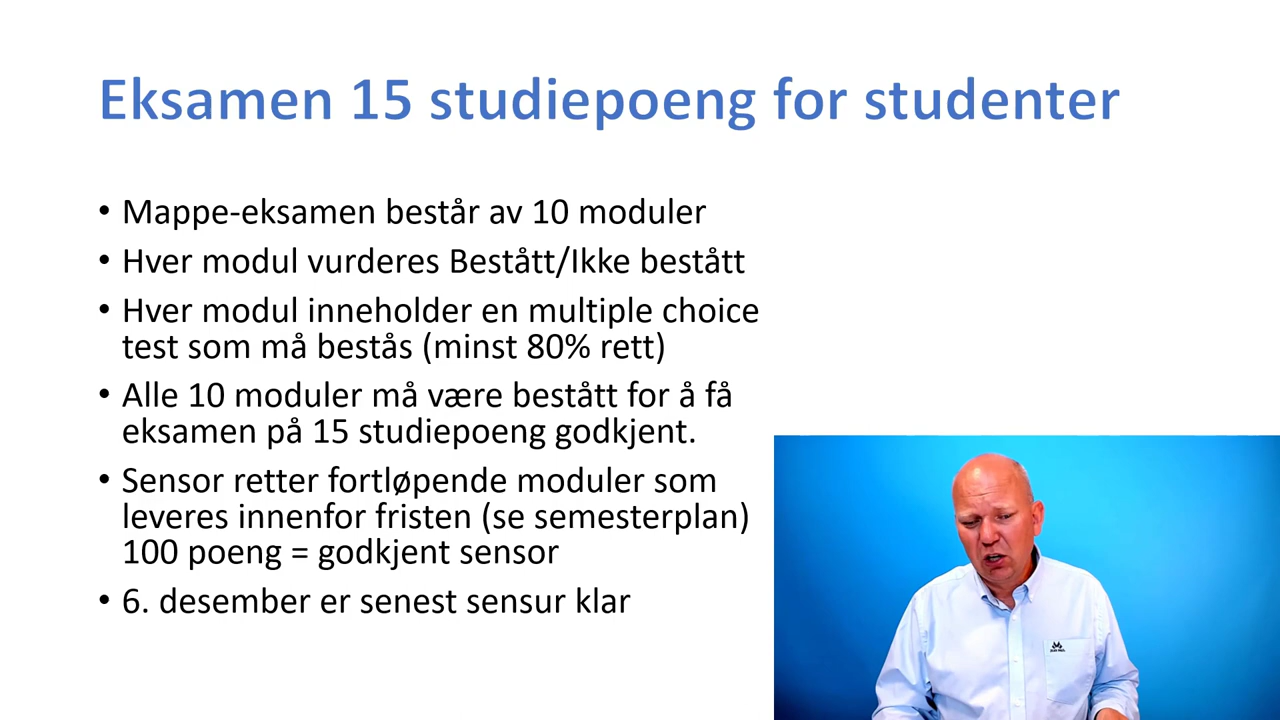 Eksamen 15 studiepoeng for studenter
• Mappe-eksamen består av 10 moduler
• Hver modul vurderes Bestått/Ikke bestått
• Hver modul inneholder en multiple choice
test som må bestås (minst 80% rett)
• Alle 10 moduler må være bestått for å få
eksamen på 15 studiepoeng godkjent.
• Sensor retter fortløpende moduler som
leveres innenfor fristen (se semesterplan)
100 poeng = godkjent sensor
• 6. desember er senest sensur klar